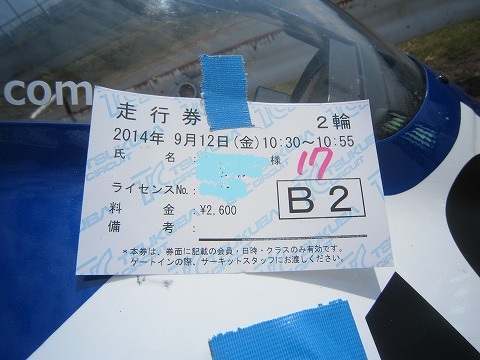 com
走行券 2輪
2014年 9月12日(金)10:30～10:55
氏 名: 様 17
ライセンスNo.:
料 金:¥2,600
B2
備 考:
＊本券は、券面に記載の会員・日時・クラスのみ有効です。
ゲートインの際、サーキットスタッフにお渡しください。
TSUKUBA CIRCUIT